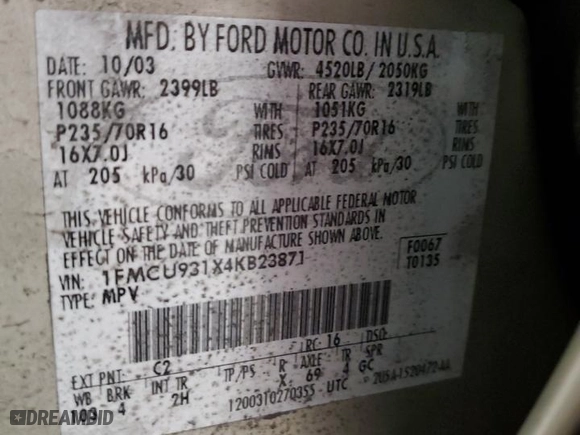 MFD. BY FORD MOTOR CO. IN U.S.A.
DATE: 10/03 GVWR: 4520LB/ 2050KG
FRONT GAWR: 2399LB REAR GAWR: 2319LB
1088KG WITH 1051KG WITH
P235/70R16 TIRES P235/70R16 TIRES
16X7.0J RIMS 16X7.0J RIMS
AT 205 kPa/30 PSI COLD AT 205 kPa/30 PSI COLD
THIS VEHICLE CONFORMS TO ALL APPLICABLE FEDERAL MOTOR
VEHICLE SAFETY AND THEFT PREVENTION STANDARDS IN
EFFECT ON THE DATE OF MANUFACTURE SHOWN ABOVE.
VIN: 1FMCU931X4KB23871 F0067
TYPE: MPV T0135
EXT PNT: C2 RC: 16 DSO:
WB BRK INT TR TP/PS R AXLE TR SPR
103 4 2H X 69 4 GC
1200310270355 UTC
DREAMBID